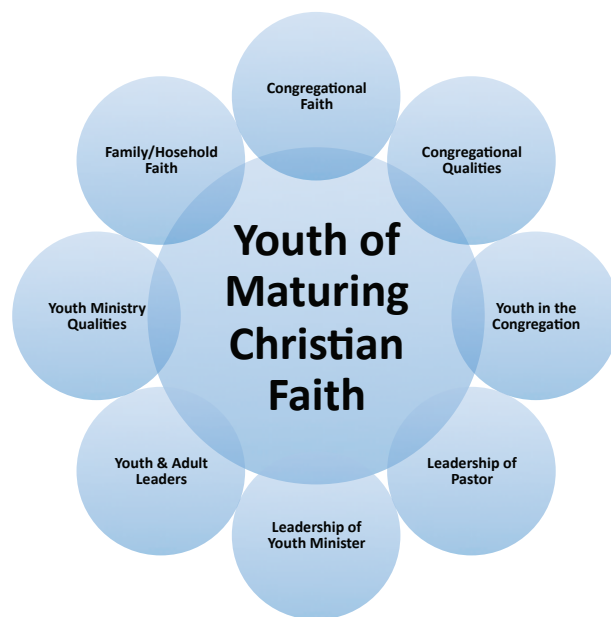 Congregational
Faith
Congregational
Qualities
Youth in the
Congregation
Leadership of
Pastor
Leadership of
Youth Minister
Youth & Adult
Leaders
Youth Ministry
Qualities
Family/Hosehold
Faith
Youth of
Maturing
Christian
Faith